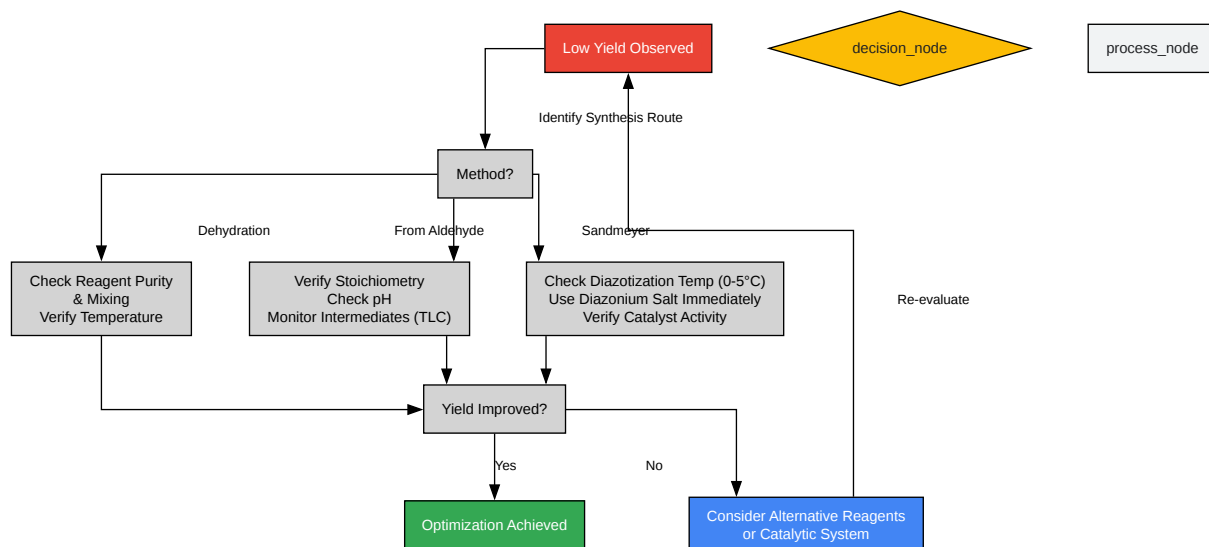 Low Yield Observed
decision_node
process_node
Identify Synthesis Route
Method?
Dehydration
From Aldehyde
Sandmeyer
Check Reagent Purity
& Mixing
Verify Temperature
Verify Stoichiometry
Check pH
Monitor Intermediates (TLC)
Check Diazotization Temp (0-5°C)
Use Diazonium Salt Immediately
Verify Catalyst Activity
Re-evaluate
Yield Improved?
Yes
No
Optimization Achieved
Consider Alternative Reagents
or Catalytic System